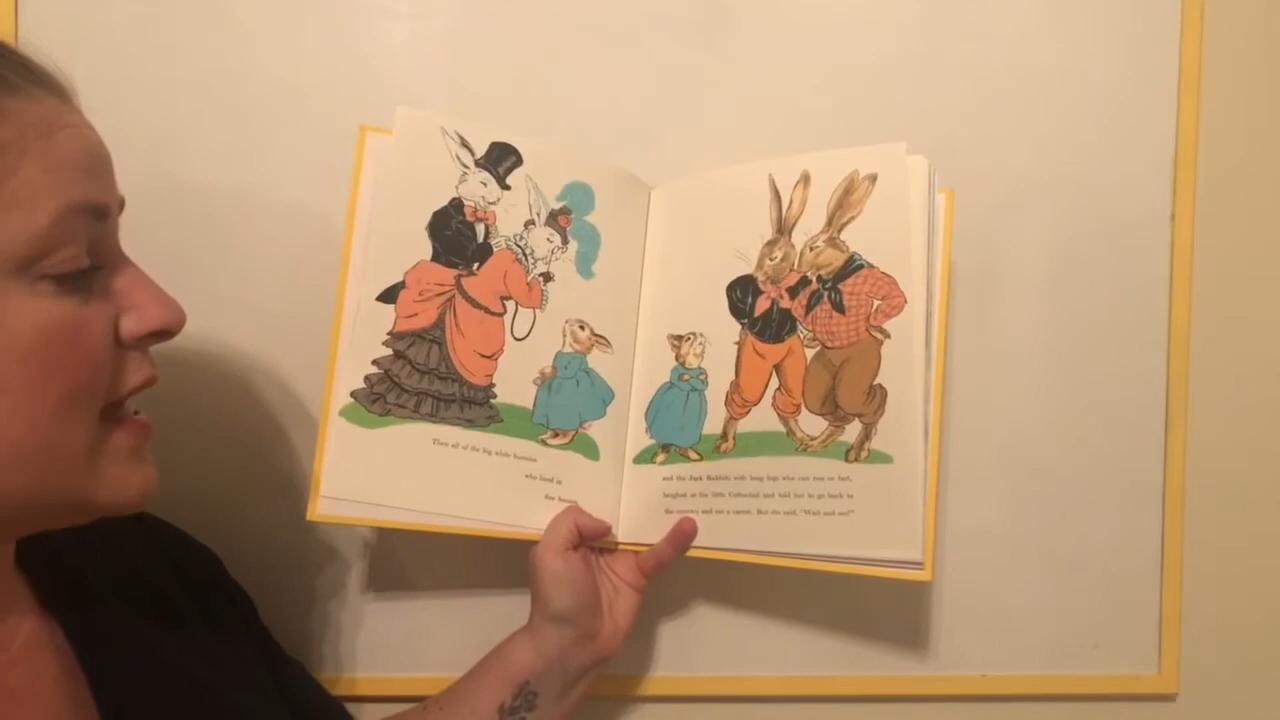 Then all of the big white bunnies
who lived in
fine houses
and the Jack Rabbits with long legs who can run so fast,
laughed at the little Cottontail and told her to go back to
the country and eat a carrot. But she said, "Wait and see!"